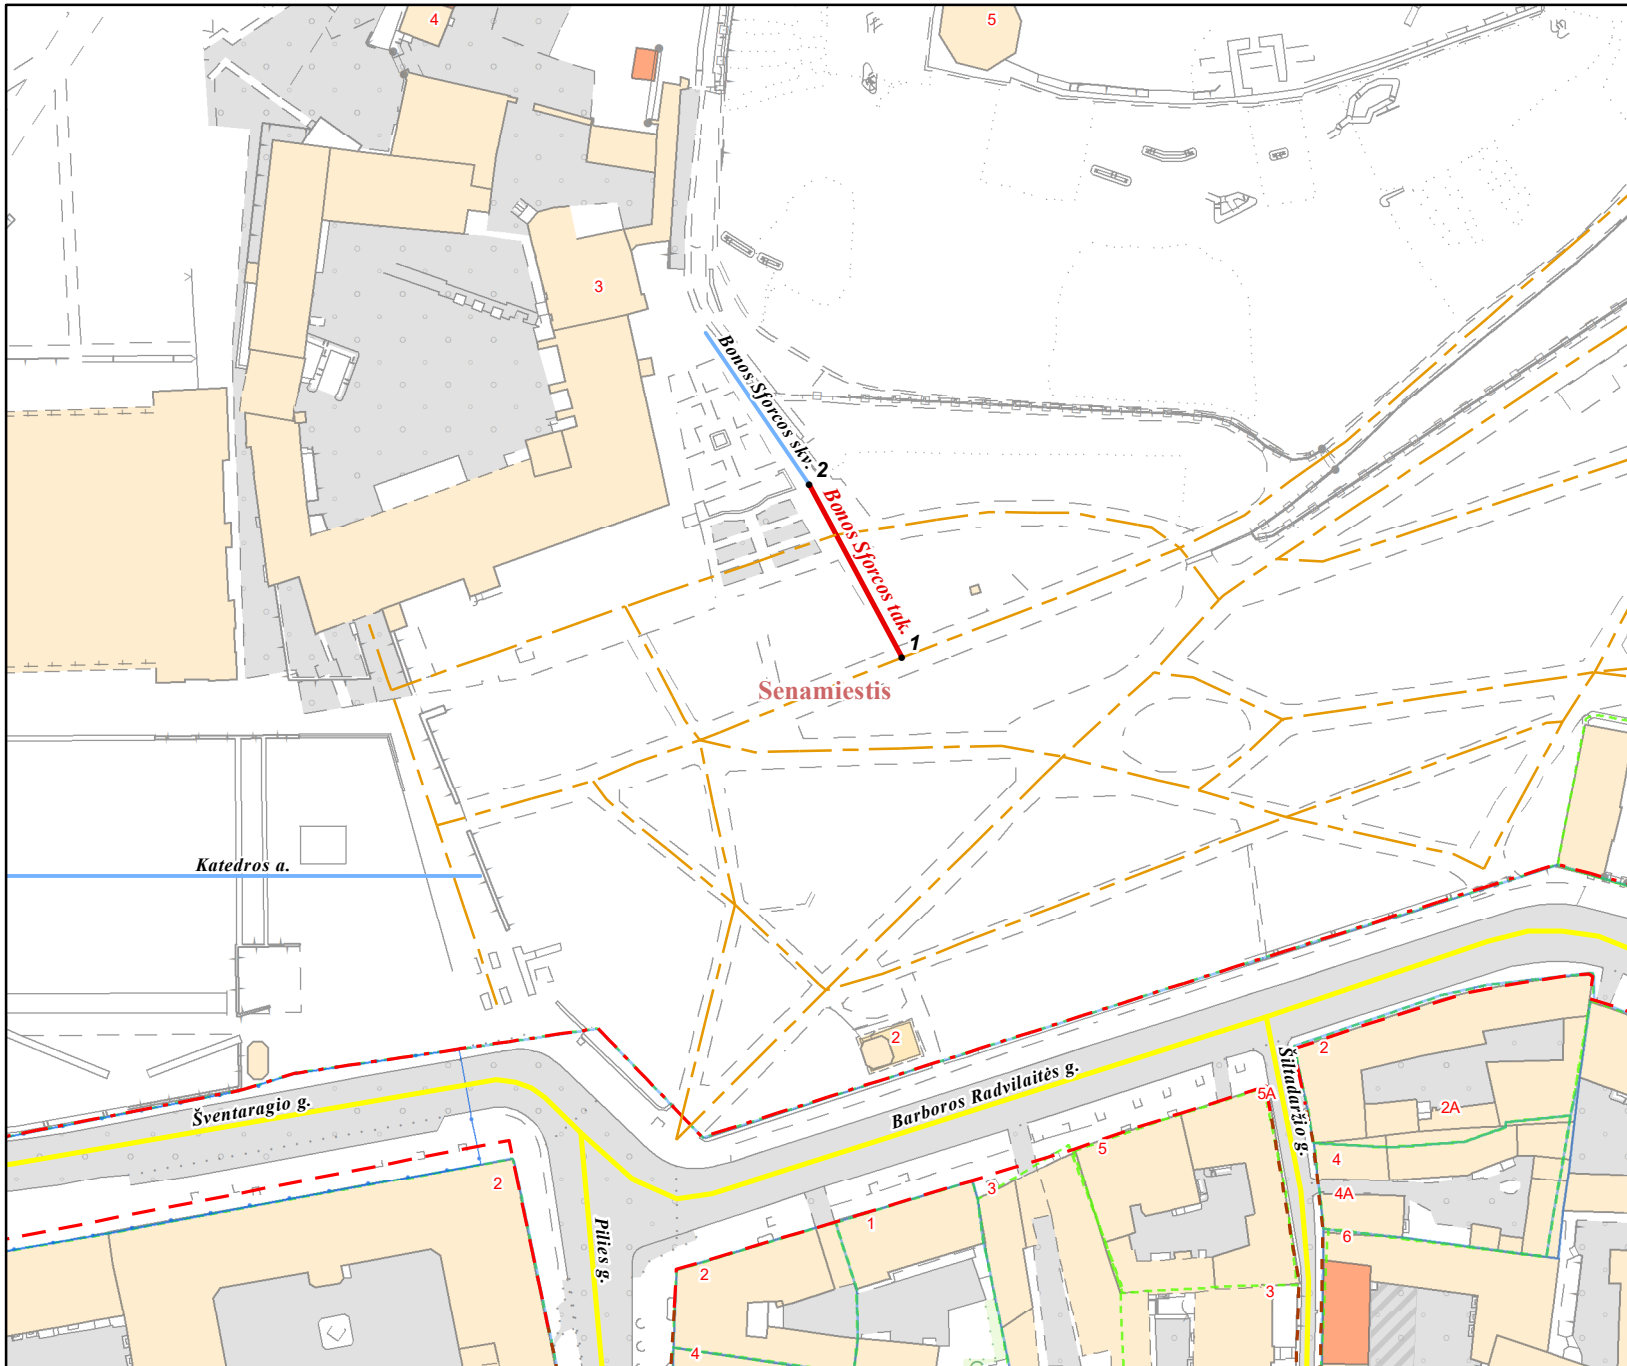 4
5
3
Bonos Sforcos skv.
2
Bonos Sforcos tak.
1
Senamiestis
Katedros a.
2
Šventaragio g.
Barboros Radvilaitės g.
Šiltadaržio g.
2
5A
2A
5
4
2
3
4A
1
6
Pilies g.
2
3
4